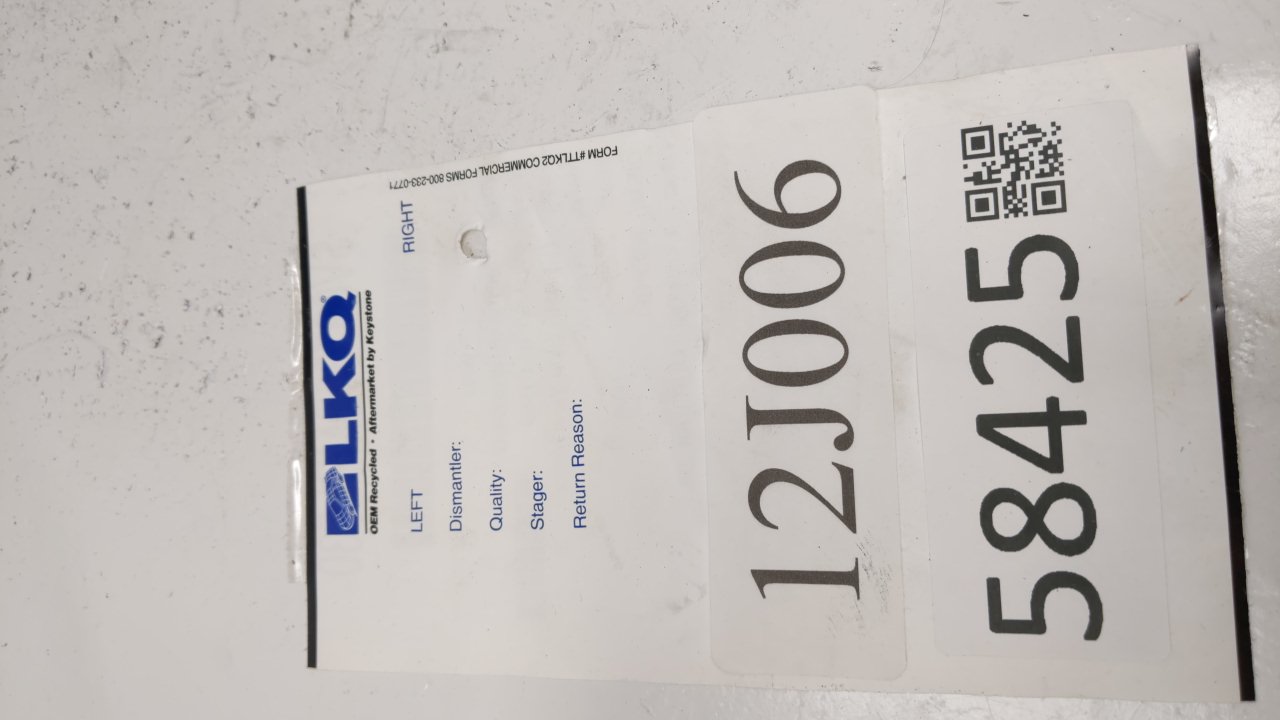 LKQ®
OEM Recycled • Aftermarket by Keystone
LEFT RIGHT
Dismantler:
Quality:
Stager:
Return Reason:
FORM #TTLKQ2 COMMERCIAL FORMS 800-233-0771
12J006
58425